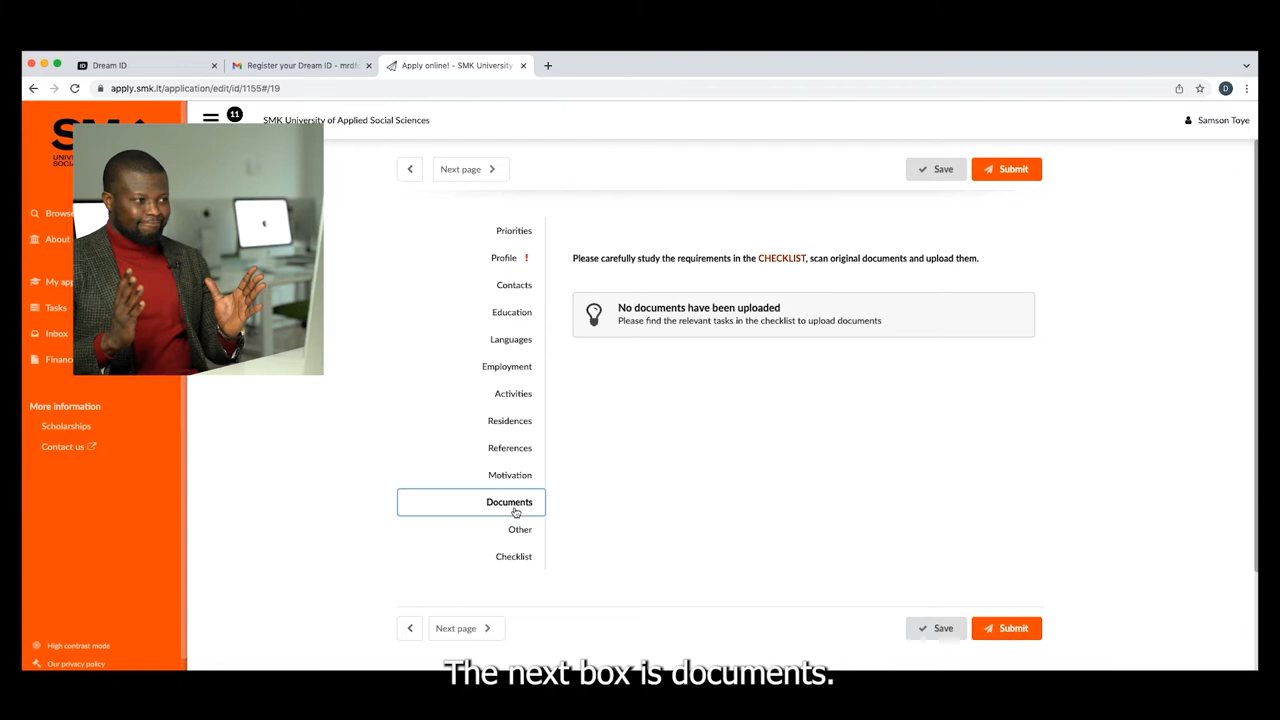 Dream ID
Register your Dream ID - mrdf
Apply online! - SMK University
apply.smk.lt/application/edit/id/1155#/19
D
11
SMK University of Applied Social Sciences
Samson Toye
Next page
Save
Submit
Browse
About
My app
Tasks
Inbox
Financ
More information
Scholarships
Contact us
High contrast mode
Our privacy policy
Priorities
Profile !
Contacts
Education
Languages
Employment
Activities
Residences
References
Motivation
Documents
Other
Checklist
Please carefully study the requirements in the CHECKLIST, scan original documents and upload them.
No documents have been uploaded
Please find the relevant tasks in the checklist to upload documents
Next page
Save
Submit
The next box is documents.